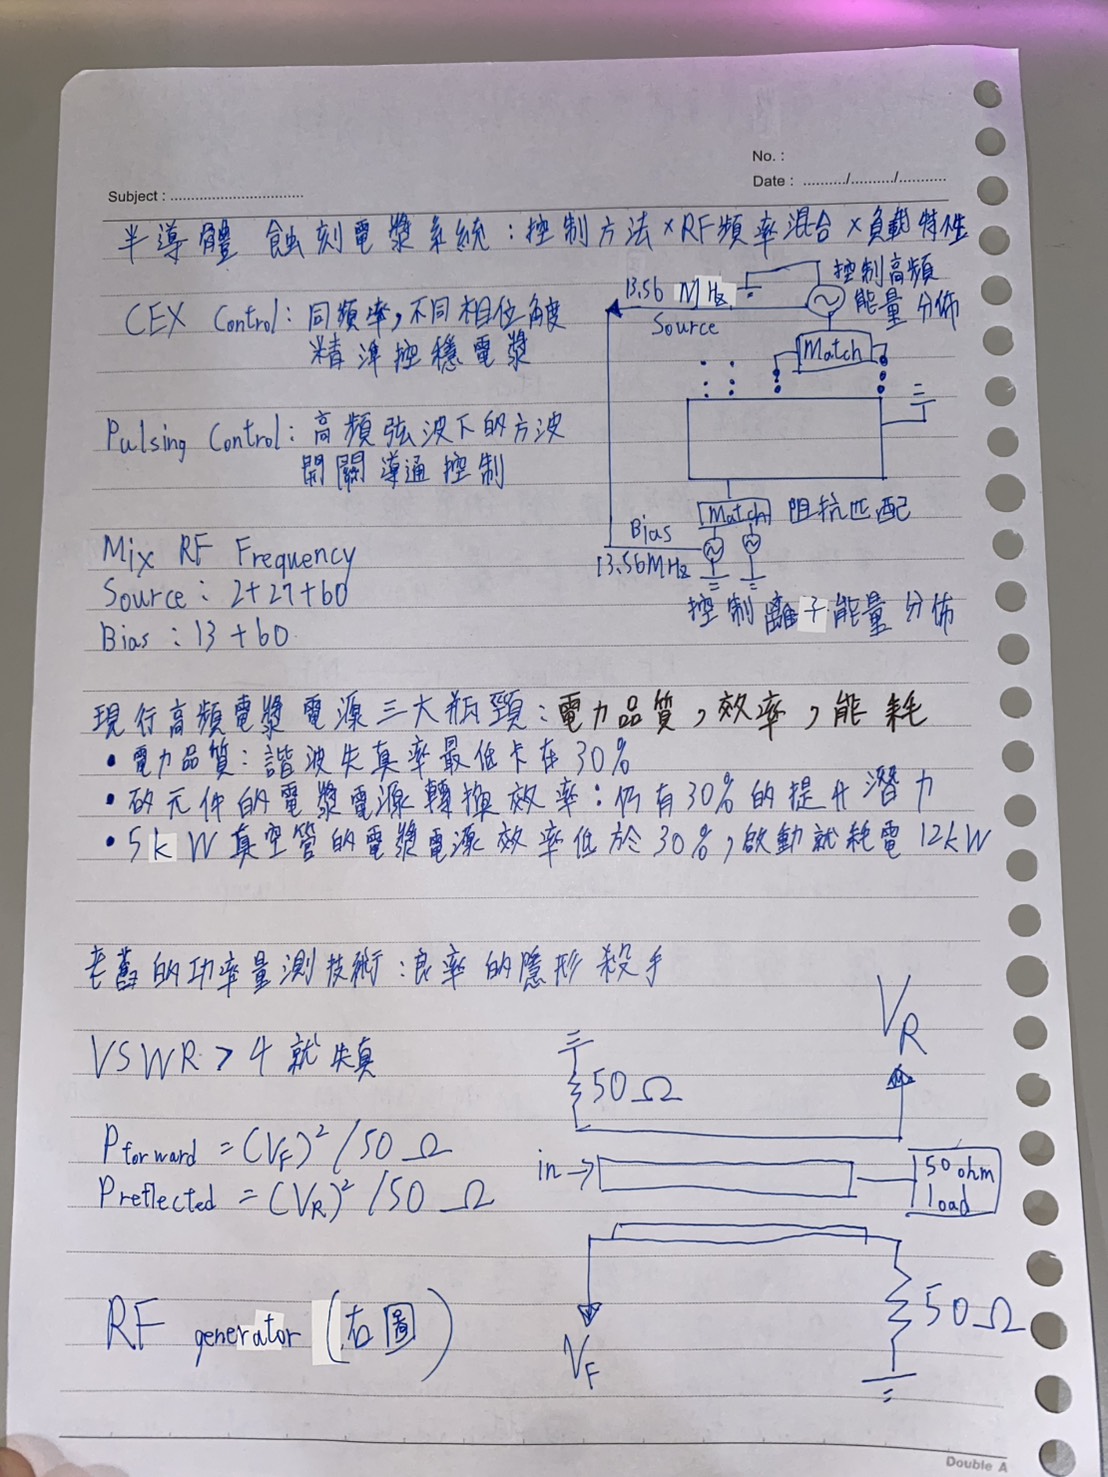 No. :
Subject : ................................
Date : ........../........../...........
半導體 蝕刻電漿系統：控制方法×RF頻率混合×負載特性
CEX Control：同頻率，不同相位角度
精準控穩電漿
13.56 MHz
Source
控制高頻
能量分佈
Match
Pulsing Control：高頻弦波下的方波
開關導通控制
Match 阻抗匹配
Bias
13.56MHz
控制離子能量分佈
Mix RF Frequency
Source：2+27+60
Bias：13+60
現行高頻電漿電源三大瓶頸：電力品質，效率，能耗
• 電力品質：諧波失真率最低卡在30%
• 矽元件的電漿電源轉換效率：仍有30%的提升潛力
• 5kW真空管的電漿電源效率低於30%，啟動就耗電12kW
老舊的功率量測技術：良率的隱形殺手
VSWR > 4 就失真
V_R
50Ω
P forward = (V_F)² / 50 Ω
P reflected = (V_R)² / 50 Ω
in →
50 ohm
load
RF generator (右圖)
V_F
50Ω
Double A